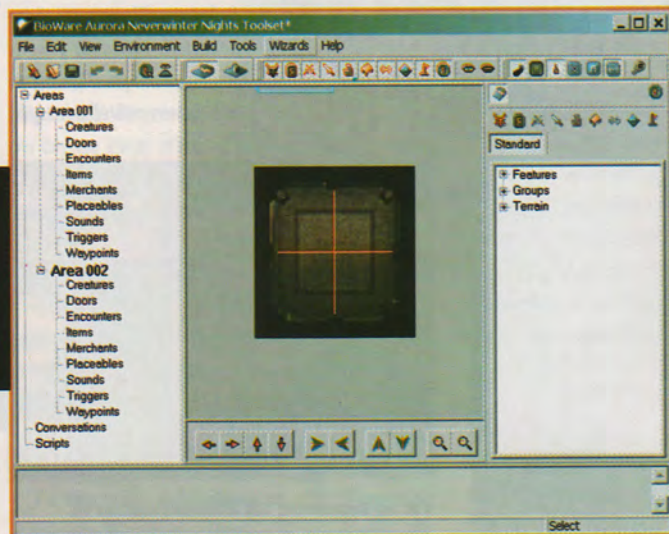 BioWare Aurora Neverwinter Nights Toolset*
File Edit View Environment Build Tools Wizards Help
Areas
Area 001
Creatures
Doors
Encounters
Items
Merchants
Placeables
Sounds
Triggers
Waypoints
Area 002
Creatures
Doors
Encounters
Items
Merchants
Placeables
Sounds
Triggers
Waypoints
Conversations
Scripts
Standard
Features
Groups
Terrain
Select